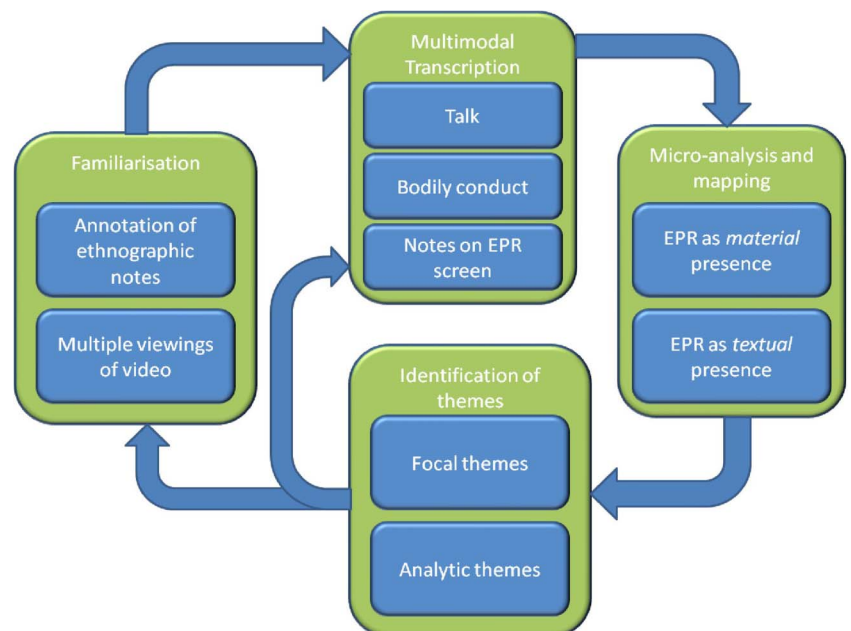 Multimodal
Transcription
Talk
Bodily conduct
Notes on EPR
screen
Familiarisation
Annotation of
ethnographic
notes
Multiple viewings
of video
Micro-analysis and
mapping
EPR as material
presence
EPR as textual
presence
Identification of
themes
Focal themes
Analytic themes